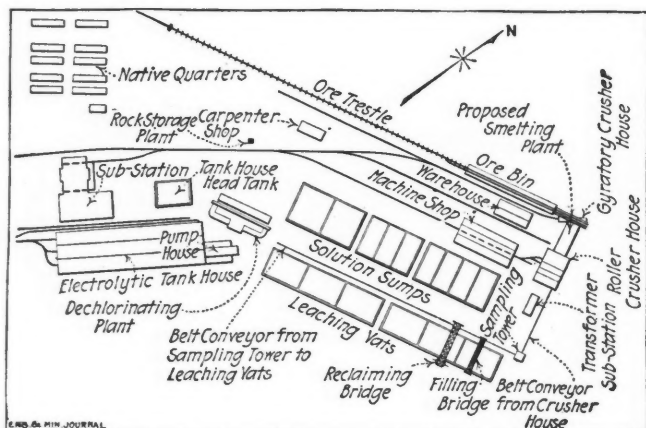 N
Native Quarters
Ore Trestle
Rock Storage
Plant
Carpenter
Shop
Proposed
Smelting
Plant
Gyratory Crusher
House
Ore Bin
Warehouse
Machine Shop
Sub-Station
Tank House
Head Tank
Pump
House
Electrolytic Tank House
Dechlorinating
Plant
Solution Sumps
Leaching Vats
Sampling
Tower
Transformer
Sub-Station
Roller
Crusher House
Belt Conveyor from
Sampling Tower to
Leaching Vats
Reclaiming
Bridge
Filling
Bridge
Belt Conveyor
from Crusher
House
ENG. & MIN. JOURNAL